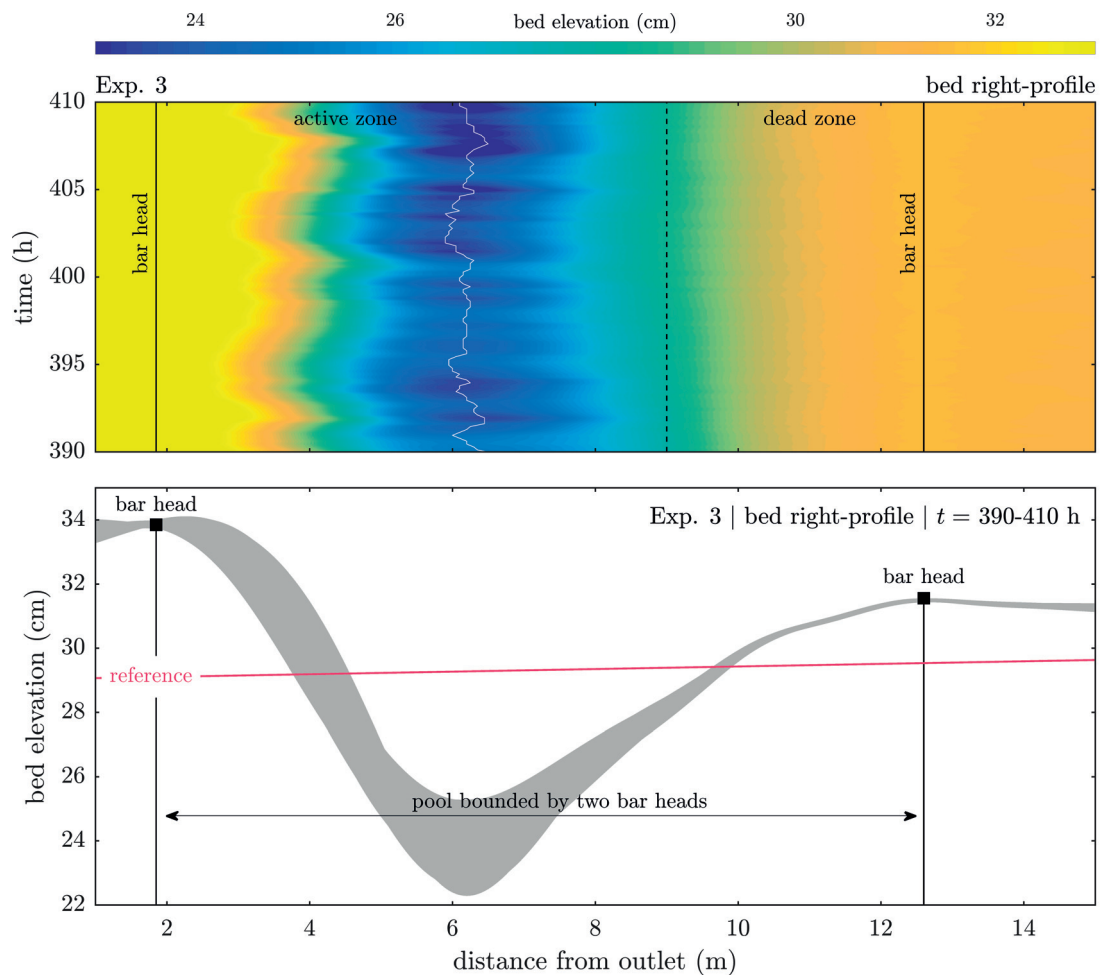 24 26 bed elevation (cm) 30 32
Exp. 3 bed right-profile
410
405
400
395
390
time (h)
active zone dead zone
bar head
bar head
34
32
30
28
26
24
22
bed elevation (cm)
bar head
Exp. 3 | bed right-profile | t = 390-410 h
bar head
reference
pool bounded by two bar heads
2 4 6 8 10 12 14
distance from outlet (m)